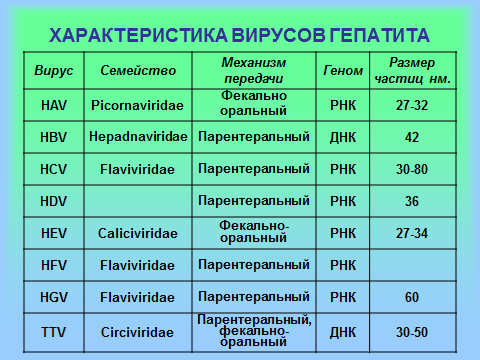 ХАРАКТЕРИСТИКА ВИРУСОВ ГЕПАТИТА
Вирус Семейство Механизм передачи Геном Размер частиц нм.
HAV Picornaviridae Фекально оральный РНК 27-32
HBV Hepadnaviridae Парентеральный ДНК 42
HCV Flaviviridae Парентеральный РНК 30-80
HDV Парентеральный РНК 36
HEV Caliciviridae Фекально-оральный РНК 27-34
HFV Flaviviridae Парентеральный РНК
HGV Flaviviridae Парентеральный РНК 60
TTV Circiviridae Парентеральный, фекально-оральный ДНК 30-50